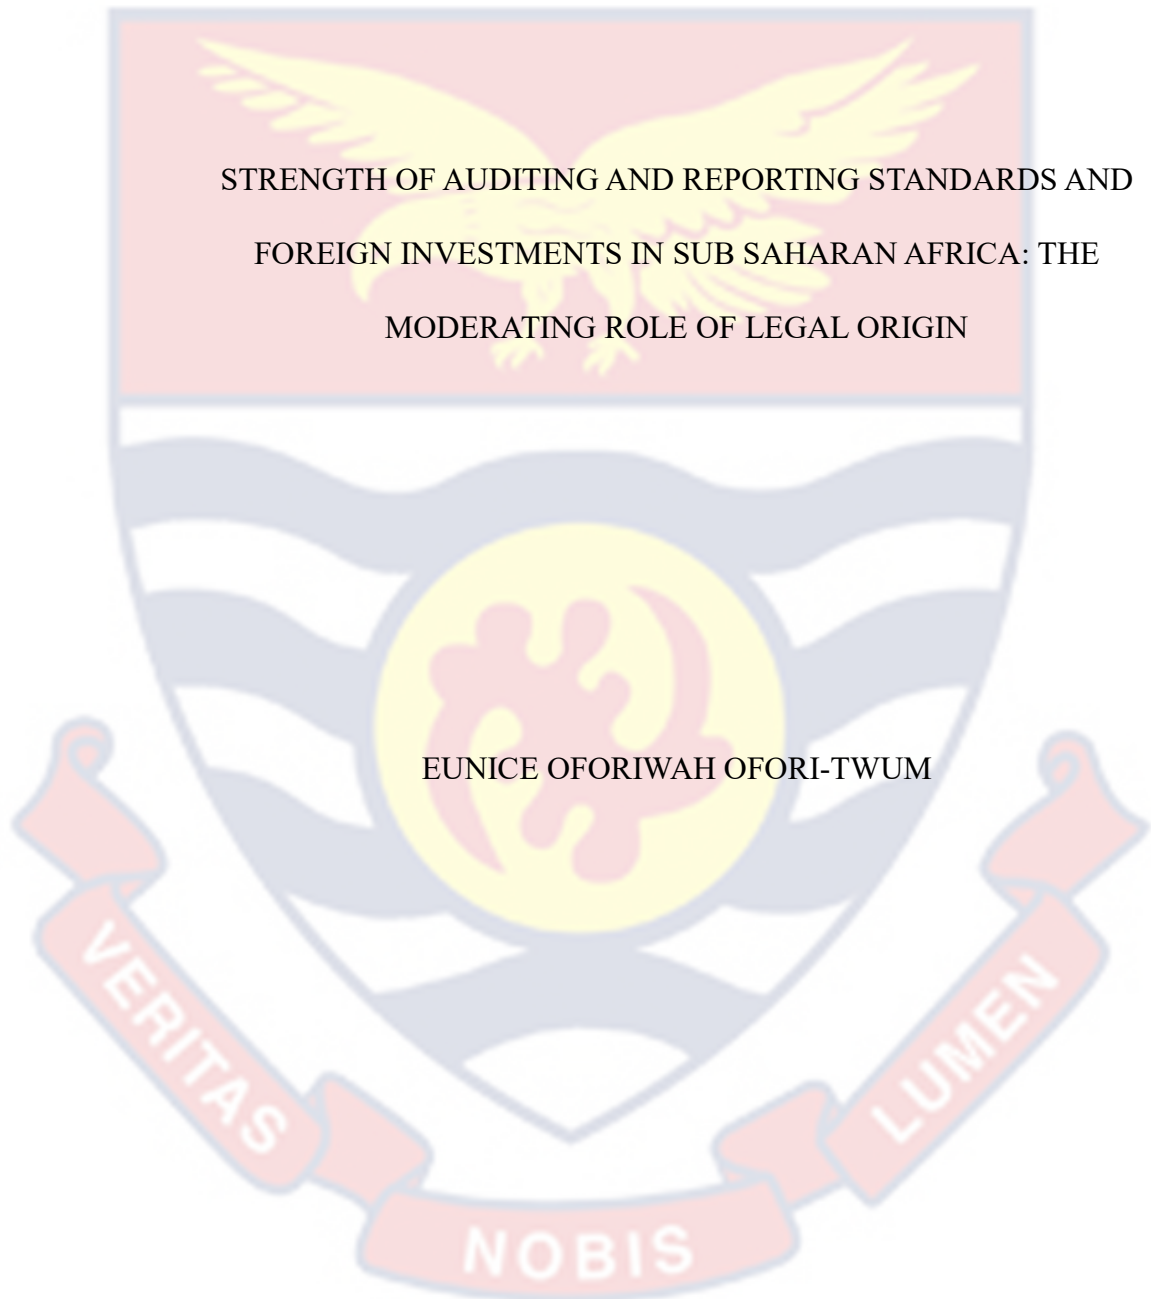 STRENGTH OF AUDITING AND REPORTING STANDARDS AND
FOREIGN INVESTMENTS IN SUB SAHARAN AFRICA: THE
MODERATING ROLE OF LEGAL ORIGIN
EUNICE OFORIWAH OFORI-TWUM
VERITAS
NOBIS
LUMEN